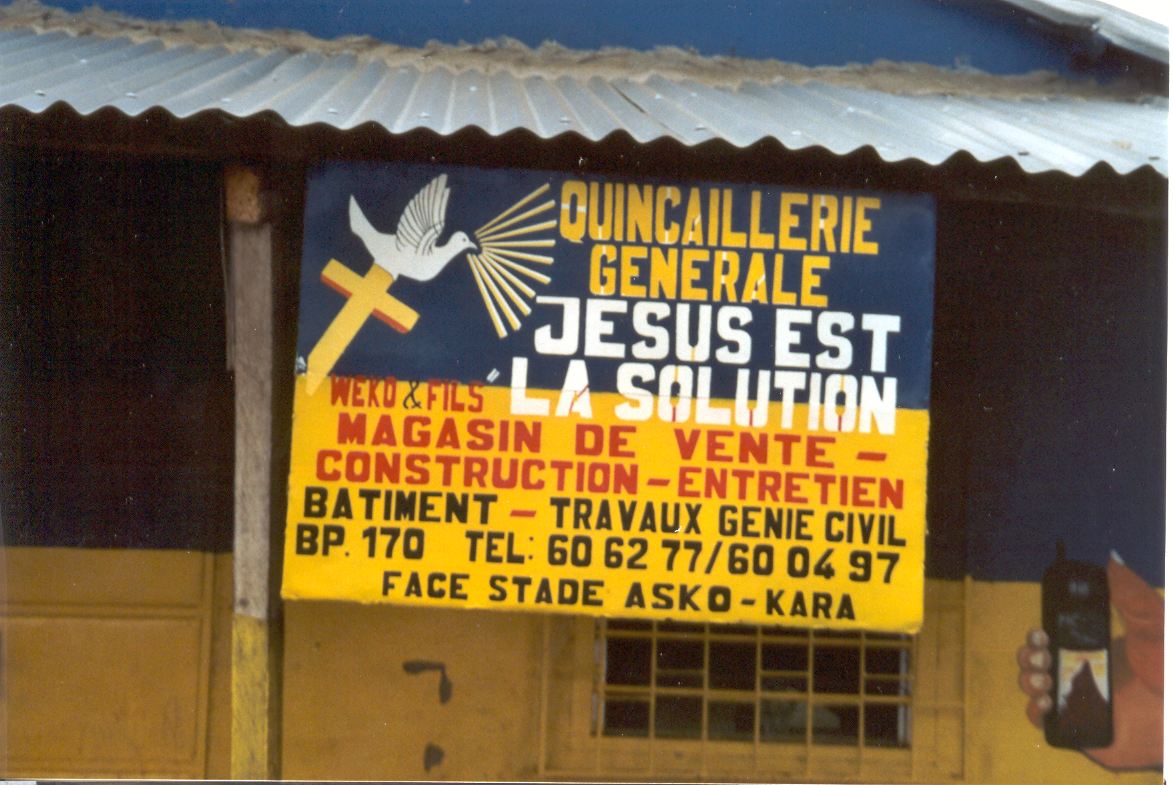 QUINCAILLERIE
GENERALE
JESUS EST
LA SOLUTION
WEKO & FILS
MAGASIN DE VENTE -
CONSTRUCTION - ENTRETIEN
BATIMENT - TRAVAUX GENIE CIVIL
BP. 170 TEL: 60 62 77/60 04 97
FACE STADE ASKO - KARA